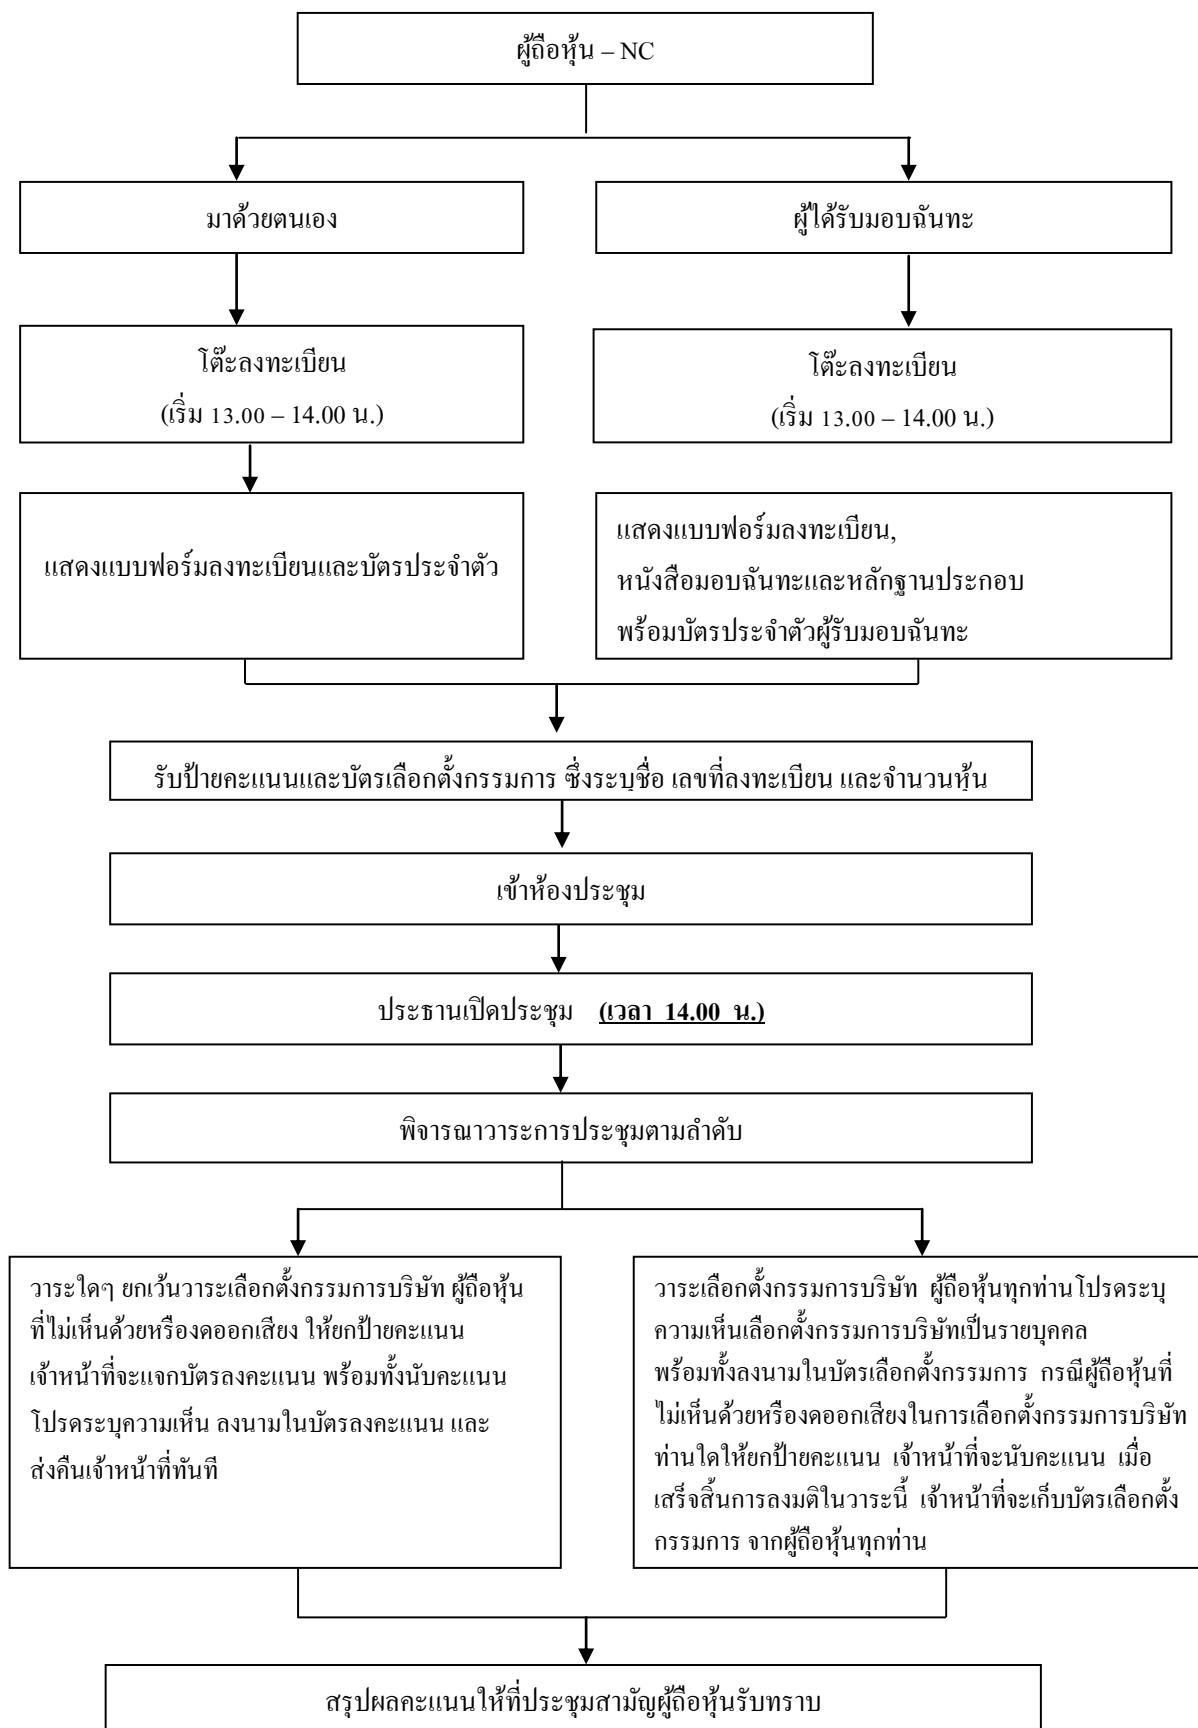 ผู้ถือหุ้น – NC
มาด้วยตนเอง
ผู้ได้รับมอบฉันทะ
โต๊ะลงทะเบียน
(เริ่ม 13.00 – 14.00 น.)
โต๊ะลงทะเบียน
(เริ่ม 13.00 – 14.00 น.)
แสดงแบบฟอร์มลงทะเบียนและบัตรประจำตัว
แสดงแบบฟอร์มลงทะเบียน,
หนังสือมอบฉันทะและหลักฐานประกอบ
พร้อมบัตรประจำตัวผู้รับมอบฉันทะ
รับป้ายคะแนนและบัตรเลือกตั้งกรรมการ ซึ่งระบุชื่อ เลขที่ลงทะเบียน และจำนวนหุ้น
เข้าห้องประชุม
ประธานเปิดประชุม (เวลา 14.00 น.)
พิจารณาวาระการประชุมตามลำดับ
วาระใดๆ ยกเว้นวาระเลือกตั้งกรรมการบริษัท ผู้ถือหุ้น
ที่ไม่เห็นด้วยหรืองดออกเสียง ให้ยกป้ายคะแนน
เจ้าหน้าที่จะแจกบัตรลงคะแนน พร้อมทั้งนับคะแนน
โปรดระบุความเห็น ลงนามในบัตรลงคะแนน และ
ส่งคืนเจ้าหน้าที่ทันที
วาระเลือกตั้งกรรมการบริษัท ผู้ถือหุ้นทุกท่านโปรดระบุ
ความเห็นเลือกตั้งกรรมการบริษัทเป็นรายบุคคล
พร้อมทั้งลงนามในบัตรเลือกตั้งกรรมการ กรณีผู้ถือหุ้นที่
ไม่เห็นด้วยหรืองดออกเสียงในการเลือกตั้งกรรมการบริษัท
ท่านใดให้ยกป้ายคะแนน เจ้าหน้าที่จะนับคะแนน เมื่อ
เสร็จสิ้นการลงมติในวาระนี้ เจ้าหน้าที่จะเก็บบัตรเลือกตั้ง
กรรมการ จากผู้ถือหุ้นทุกท่าน
สรุปผลคะแนนให้ที่ประชุมสามัญผู้ถือหุ้นรับทราบ